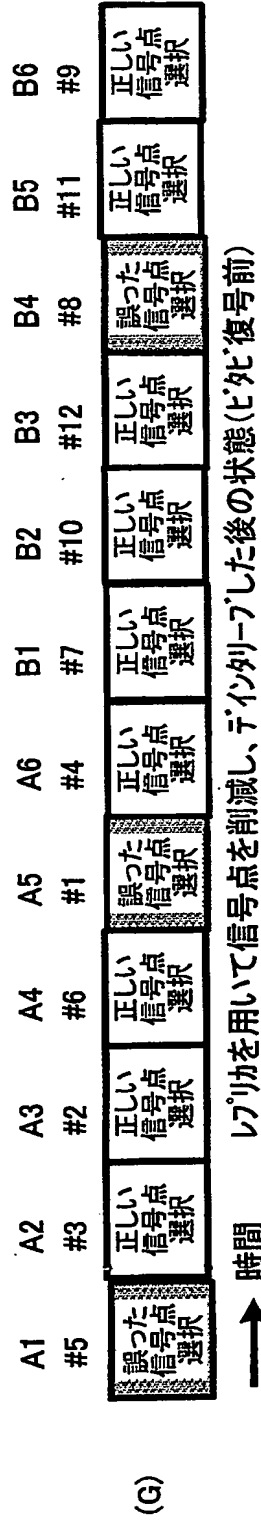 A1 A2 A3 A4 A5 A6 B1 B2 B3 B4 B5 B6
#5 #3 #2 #6 #1 #4 #7 #10 #12 #8 #11 #9
(G)
誤った
信号点
選択
正しい
信号点
選択
正しい
信号点
選択
正しい
信号点
選択
誤った
信号点
選択
正しい
信号点
選択
正しい
信号点
選択
正しい
信号点
選択
正しい
信号点
選択
誤った
信号点
選択
正しい
信号点
選択
正しい
信号点
選択
時間
レプリカを用いて信号点を削減し、デインタリーブした後の状態(ビタビ復号前)